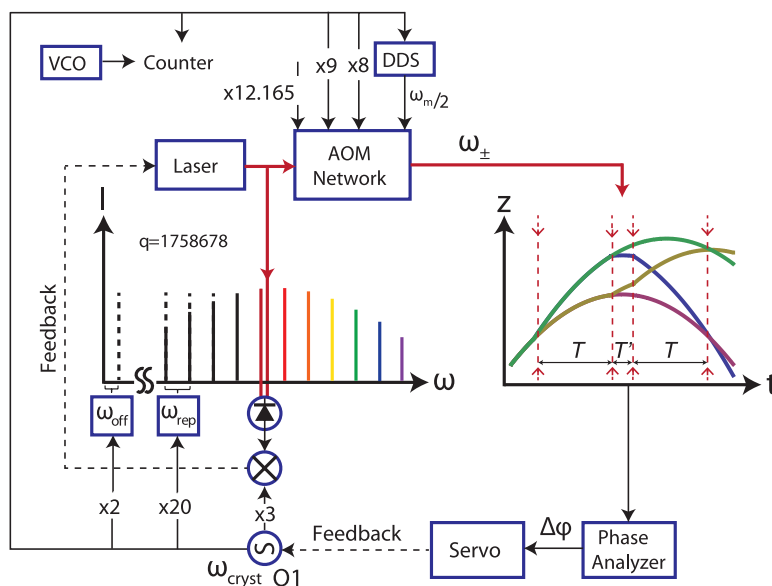 VCO
Counter
x9
x8
DDS
x12.165
ω_m/2
Laser
AOM
Network
ω_±
I
q=1758678
Feedback
ω
z
T
T'
T
t
ω_off
ω_rep
x2
x20
x3
ω_cryst
O1
Feedback
Servo
Δφ
Phase
Analyzer